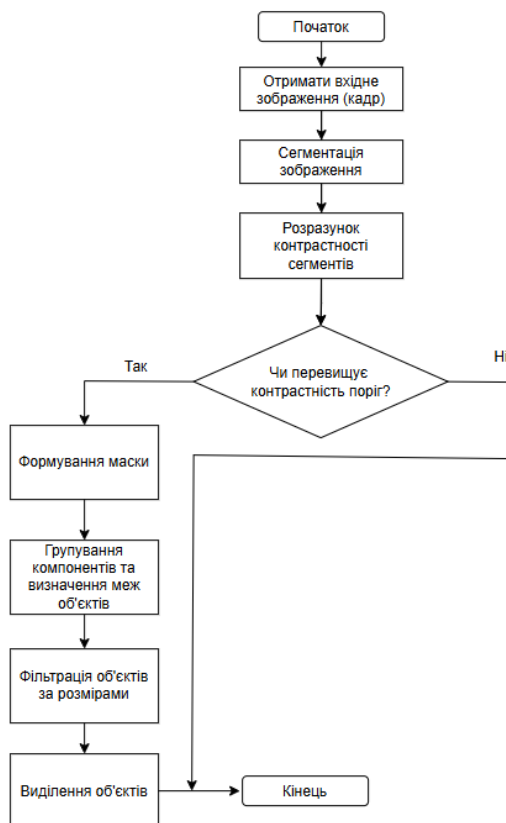 Початок
Отримати вхідне
зображення (кадр)
Сегментація
зображення
Розразунок
контрастності
сегментів
Чи перевищує
контрастність поріг?
Так
Ні
Формування маски
Групування
компонентів та
визначення меж
об'єктів
Фільтрація об'єктів
за розмірами
Виділення об'єктів
Кінець